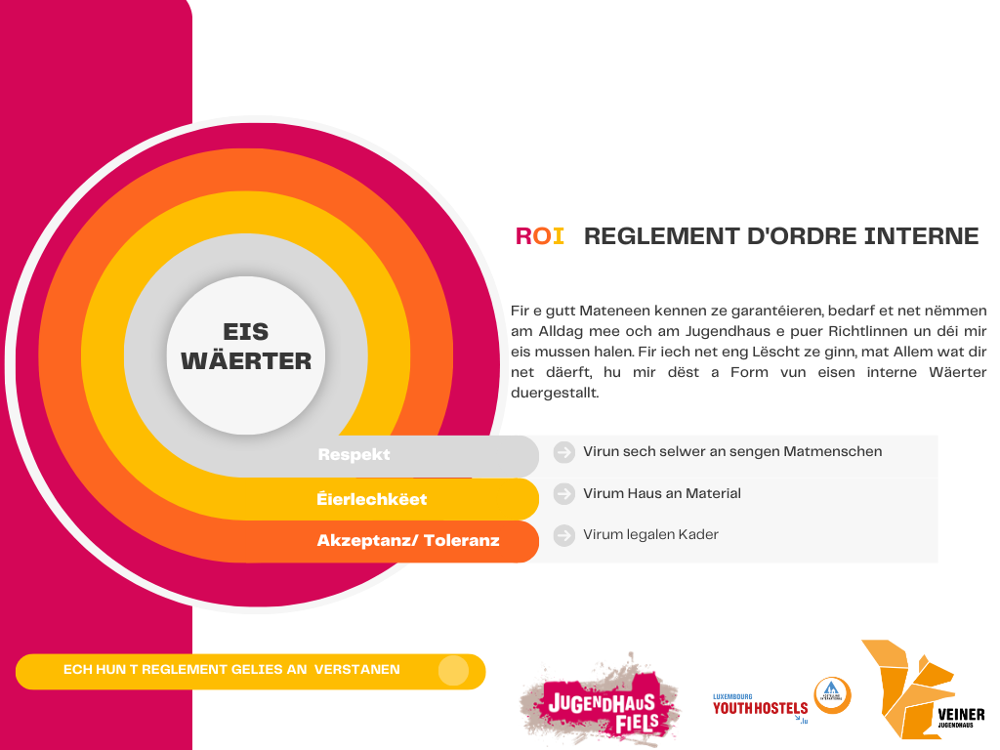 ROI REGLEMENT D'ORDRE INTERNE
EIS
WÄERTER
Fir e gutt Mateneen kennen ze garantéieren, bedarf et net nëmmen
am Alldag mee och am Jugendhaus e puer Richtlinnen un déi mir
eis mussen halen. Fir iech net eng Lëscht ze ginn, mat Allem wat dir
net däerft, hu mir dëst a Form vun eisen interne Wäerter
duergestallt.
Respekt
Virun sech selwer an sengen Matmenschen
Éierlechkëet
Virum Haus an Material
Akzeptanz/ Toleranz
Virum legalen Kader
ECH HUN T REGLEMENT GELIES AN VERSTANEN
JUGENDHAUS
FIELS
LUXEMBOURG
YOUTHHOSTELS
.lu
HOSTELLING
INTERNATIONAL
VEINER
JUGENDHAUS